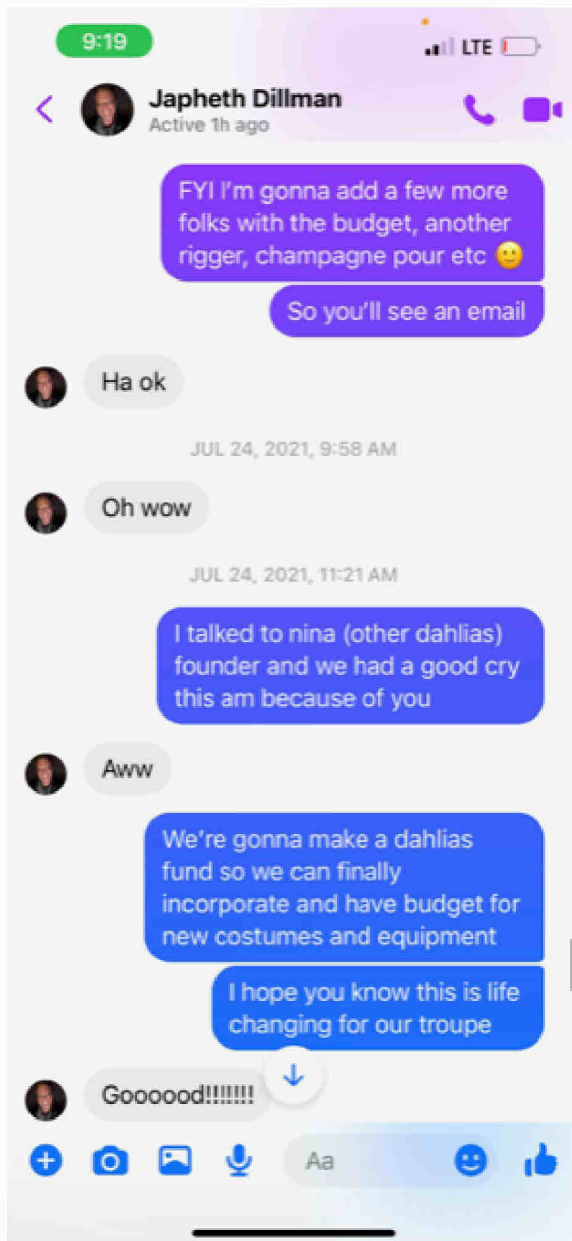 9:19
LTE
Japheth Dillman
Active 1h ago
FYI I'm gonna add a few more
folks with the budget, another
rigger, champagne pour etc 🙂
So you'll see an email
Ha ok
JUL 24, 2021, 9:58 AM
Oh wow
JUL 24, 2021, 11:21 AM
I talked to nina (other dahlias)
founder and we had a good cry
this am because of you
Aww
We're gonna make a dahlias
fund so we can finally
incorporate and have budget for
new costumes and equipment
I hope you know this is life
changing for our troupe
Goooood!!!!!!!!
Aa